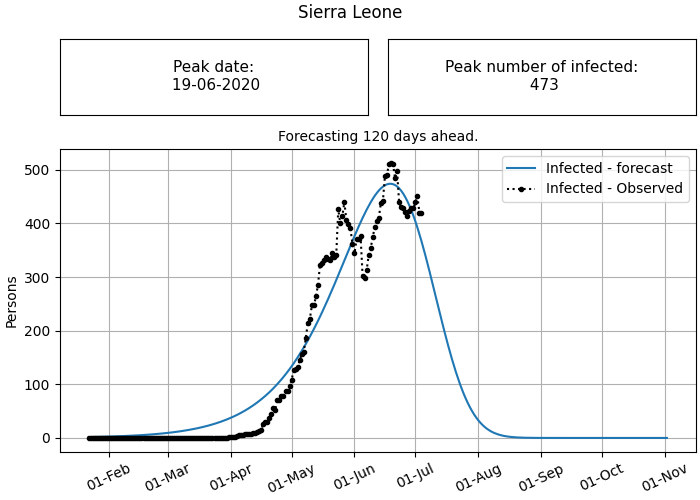 Sierra Leone
Peak date:
19-06-2020
Peak number of infected:
473
Forecasting 120 days ahead.
Infected - forecast
Infected - Observed
500
400
300
200
100
0
Persons
01-Feb
01-Mar
01-Apr
01-May
01-Jun
01-Jul
01-Aug
01-Sep
01-Oct
01-Nov